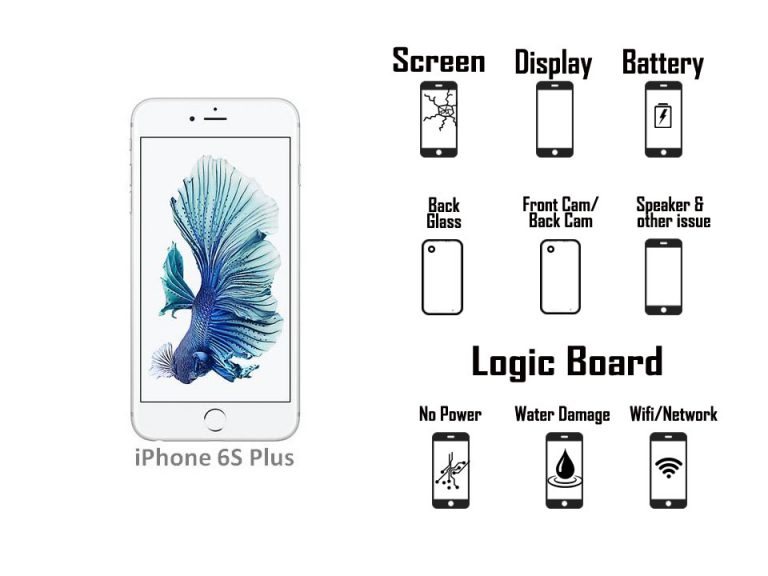 Screen
Display
Battery
Back
Glass
Front Cam/
Back Cam
Speaker &
other issue
Logic Board
No Power
Water Damage
Wifi/Network
iPhone 6S Plus